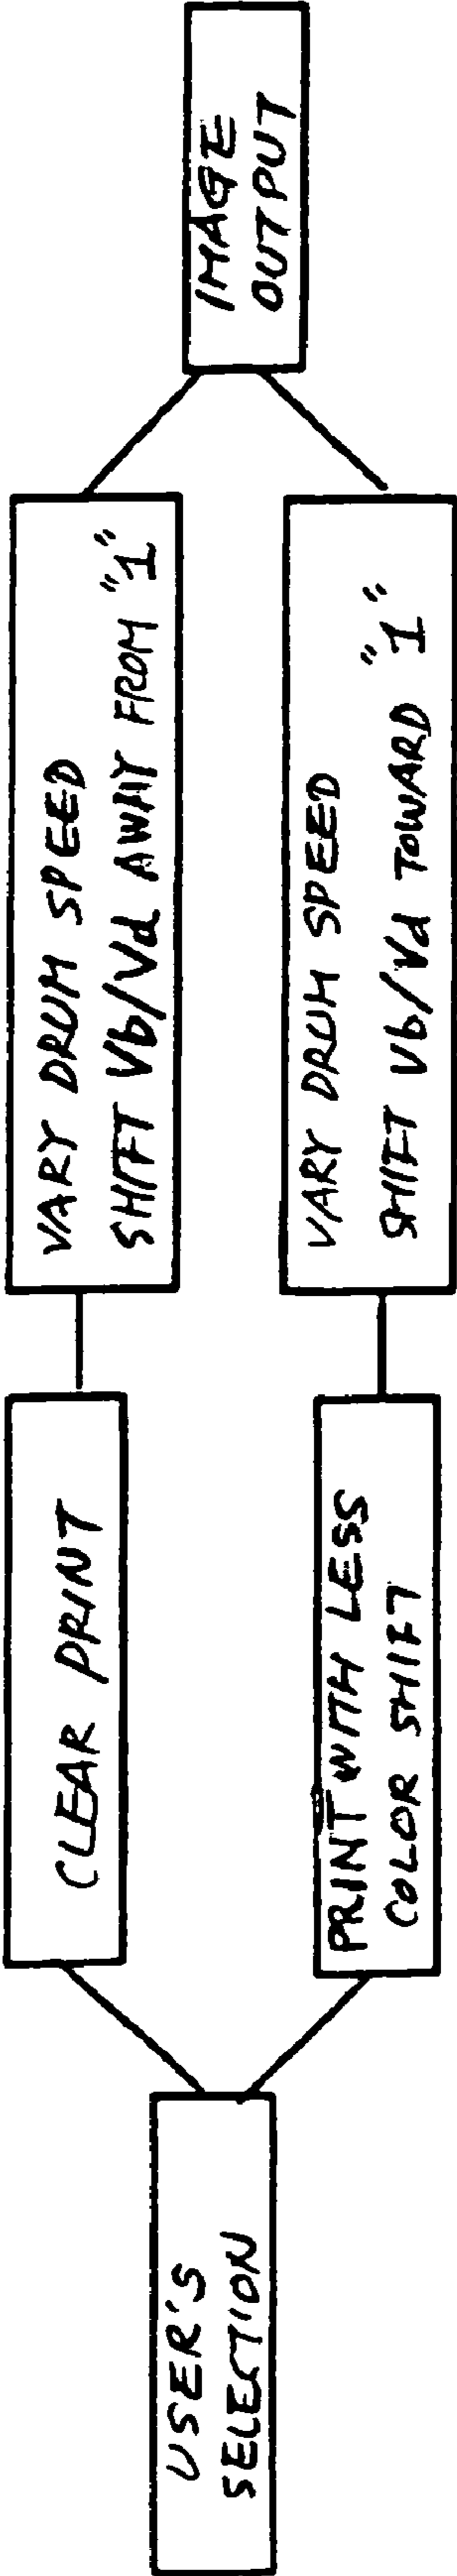 USER'S
SELECTION
CLEAR PRINT
PRINT WITH LESS
COLOR SHIFT
VARY DRUM SPEED
SHIFT Vb/Vd AWAY FROM "1"
VARY DRUM SPEED
SHIFT Vb/Vd TOWARD "1"
IMAGE
OUTPUT